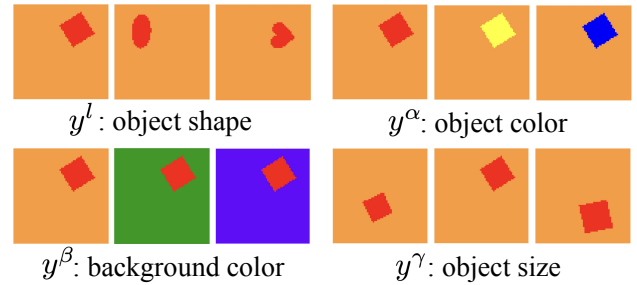 y^l: object shape
y^α: object color
y^β: background color
y^γ: object size